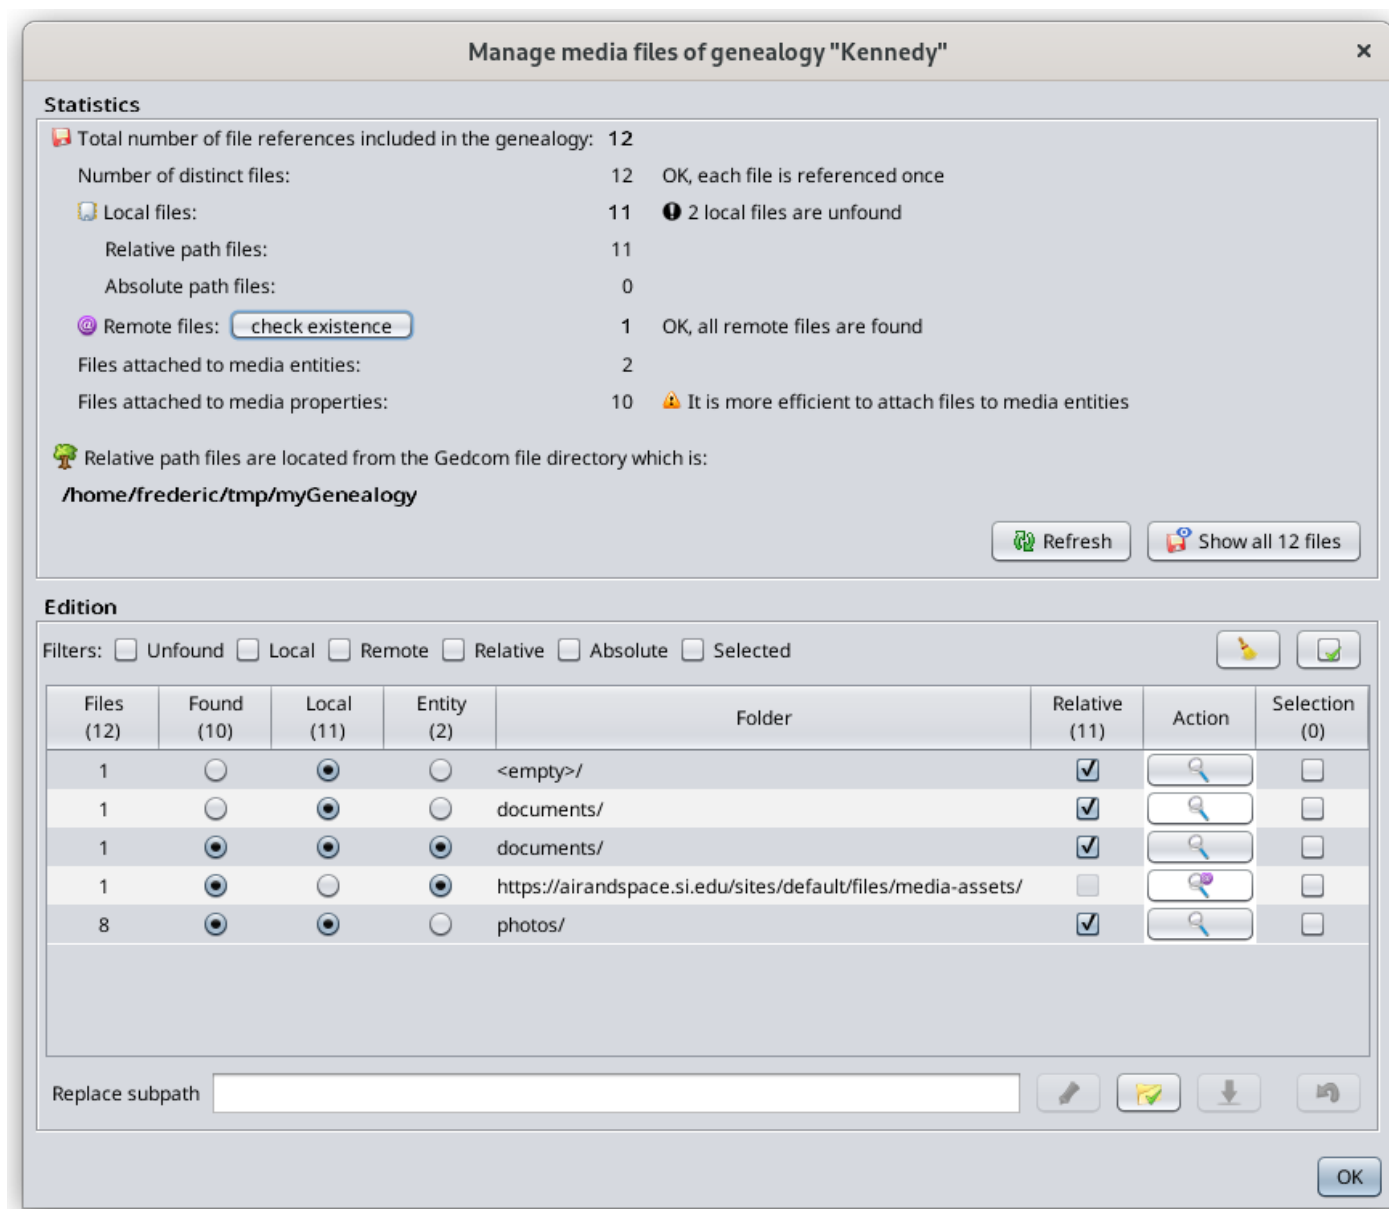 Manage media files of genealogy "Kennedy"
Statistics
Total number of file references included in the genealogy: 12
Number of distinct files: 12 OK, each file is referenced once
Local files: 11 2 local files are unfound
Relative path files: 11
Absolute path files: 0
@ Remote files: check existence 1 OK, all remote files are found
Files attached to media entities: 2
Files attached to media properties: 10 It is more efficient to attach files to media entities
Relative path files are located from the Gedcom file directory which is:
/home/frederic/tmp/myGenealogy
Refresh Show all 12 files
Edition
Filters: Unfound Local Remote Relative Absolute Selected
Files Found Local Entity Folder Relative Action Selection
(12) (10) (11) (2) (11) (0)
1 <empty>/
1 documents/
1 documents/
1 https://airandspace.si.edu/sites/default/files/media-assets/
8 photos/
Replace subpath
OK